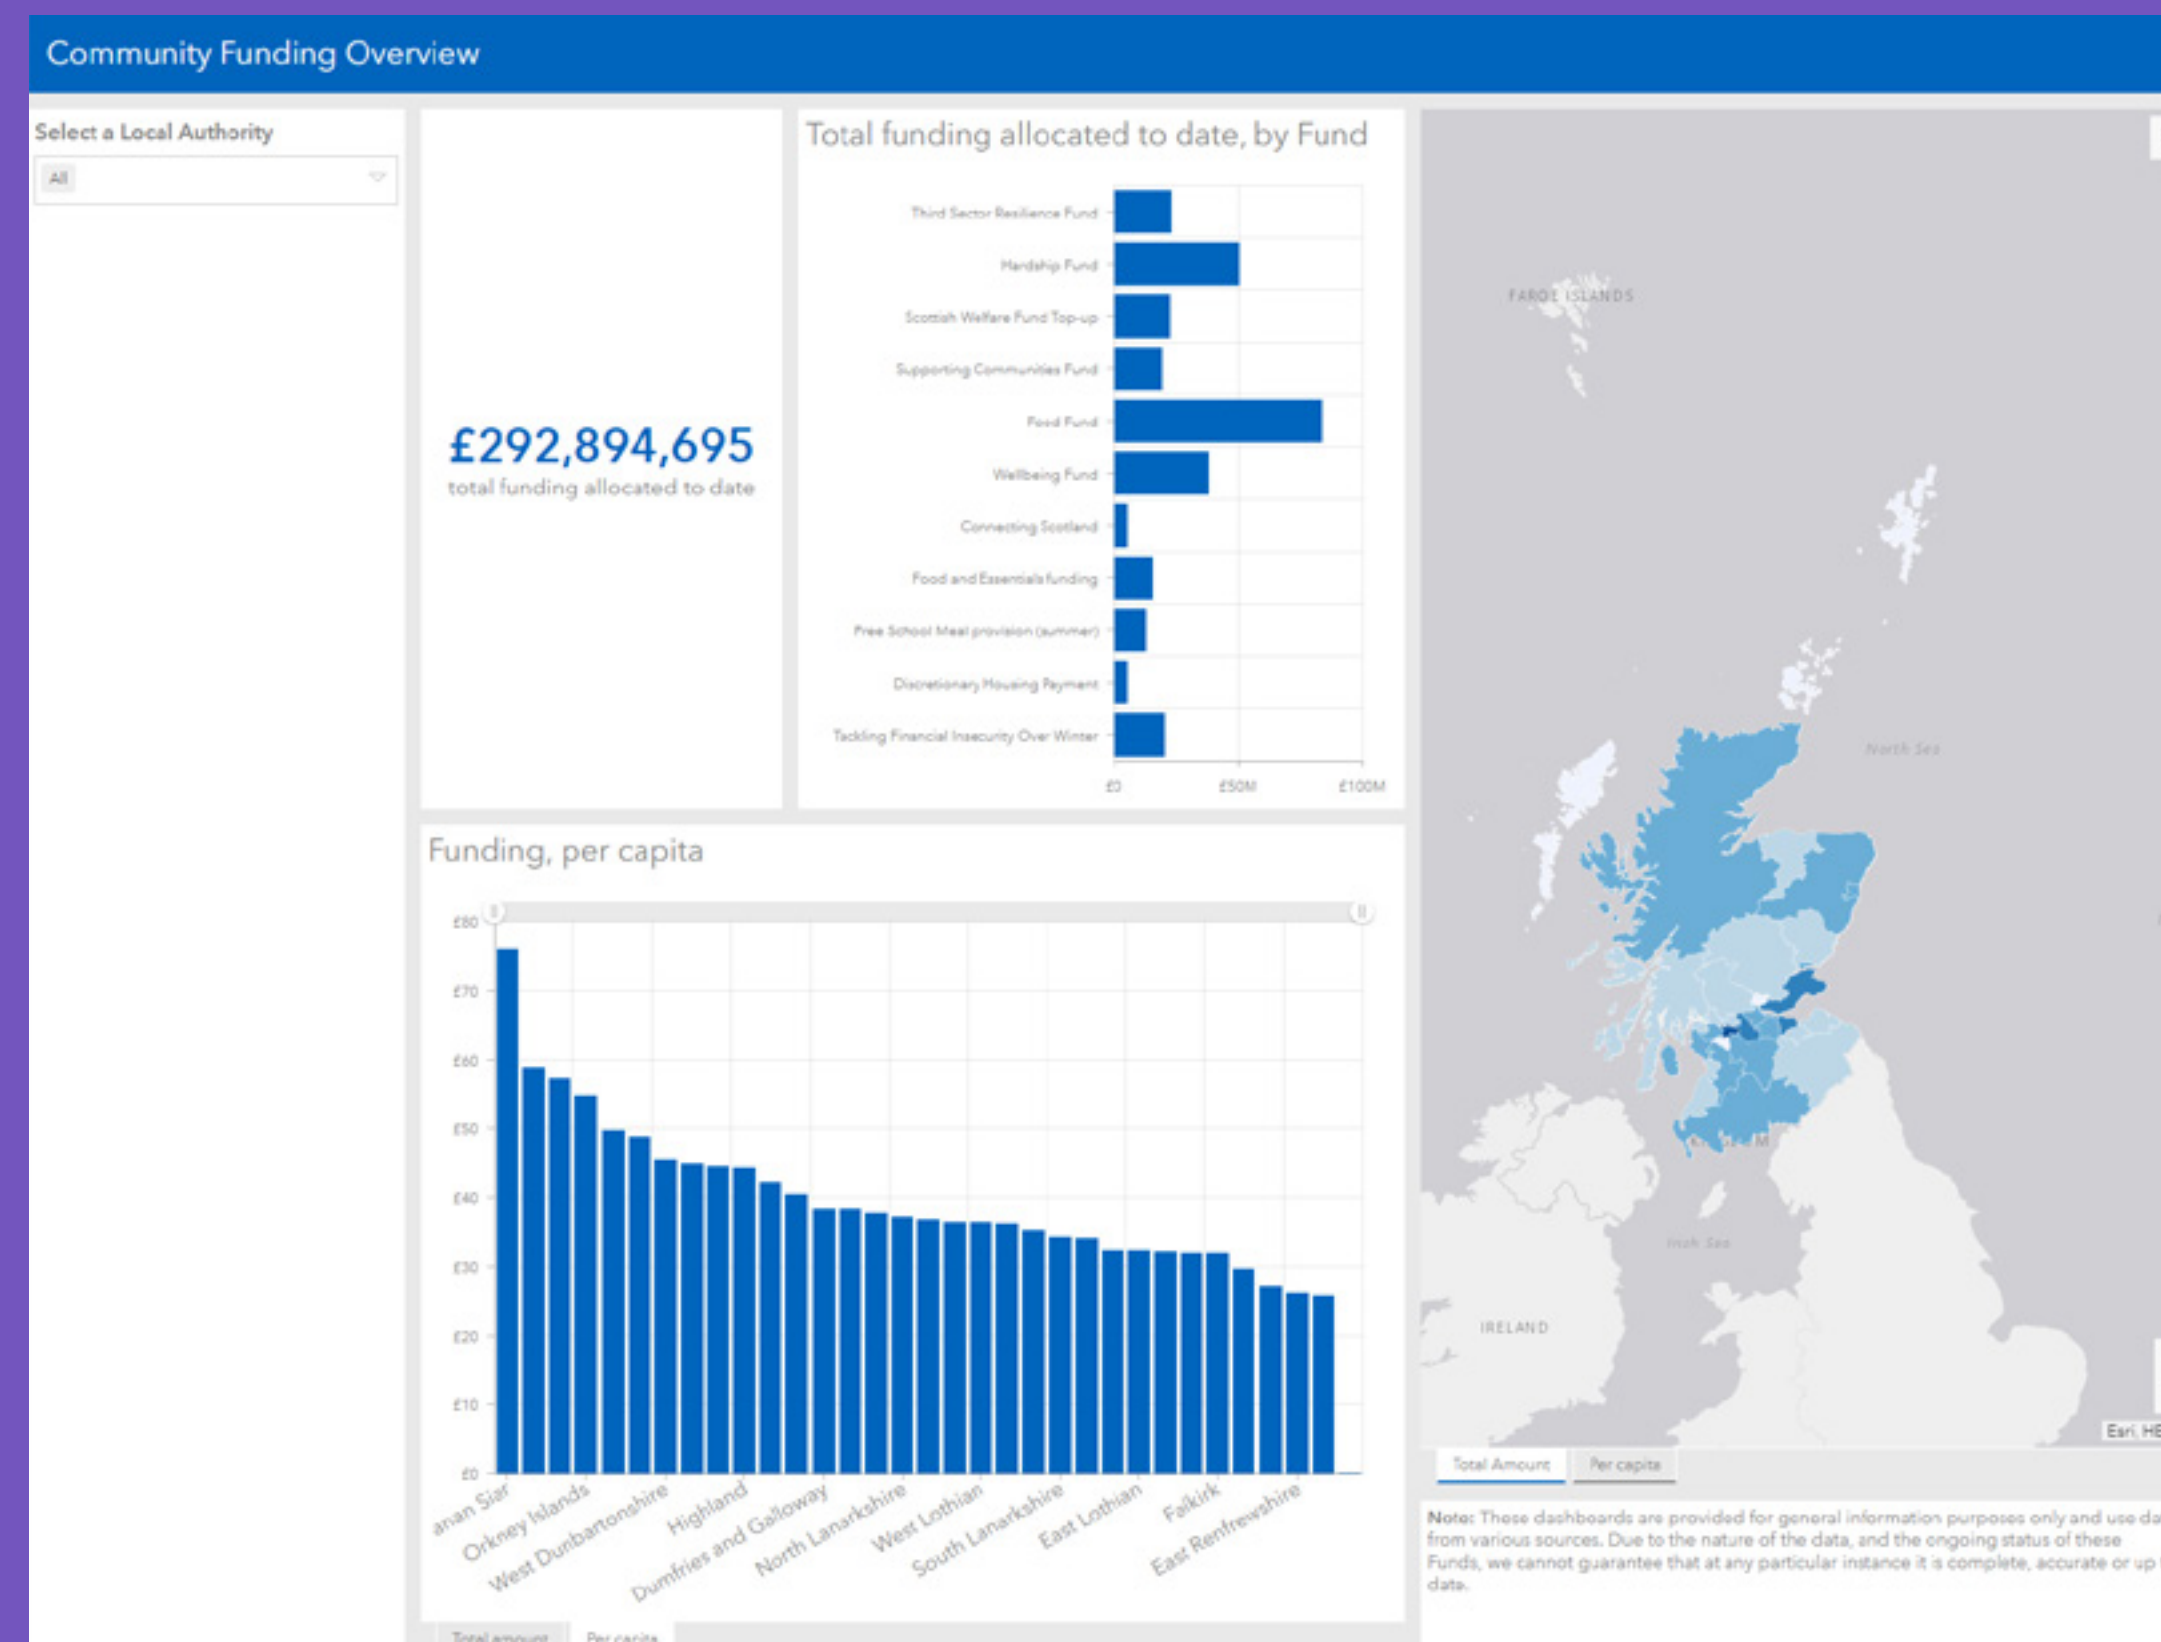 Community Funding Overview
Select a Local Authority
All
£292,894,695
total funding allocated to date
Total funding allocated to date, by Fund
Third Sector Resilience Fund
Hardship Fund
Scottish Welfare Fund Top-up
Supporting Communities Fund
Food Fund
Wellbeing Fund
Connecting Scotland
Food and Essentials funding
Free School Meal provision (summer)
Discretionary Housing Payment
Tackling Financial Insecurity Over Winter
£0 £50M £100M
Funding, per capita
£80
£70
£60
£50
£40
£30
£20
£10
£0
anan Siar
Orkney Islands
West Dunbartonshire
Highland
Dumfries and Galloway
North Lanarkshire
West Lothian
South Lanarkshire
East Lothian
Falkirk
East Renfrewshire
Total amount Per capita
FAROE ISLANDS
North Sea
Irish Sea
IRELAND
Esri, HE
Total Amount Per capita
Note: These dashboards are provided for general information purposes only and use da
from various sources. Due to the nature of the data, and the ongoing status of these
Funds, we cannot guarantee that at any particular instance it is complete, accurate or up
date.